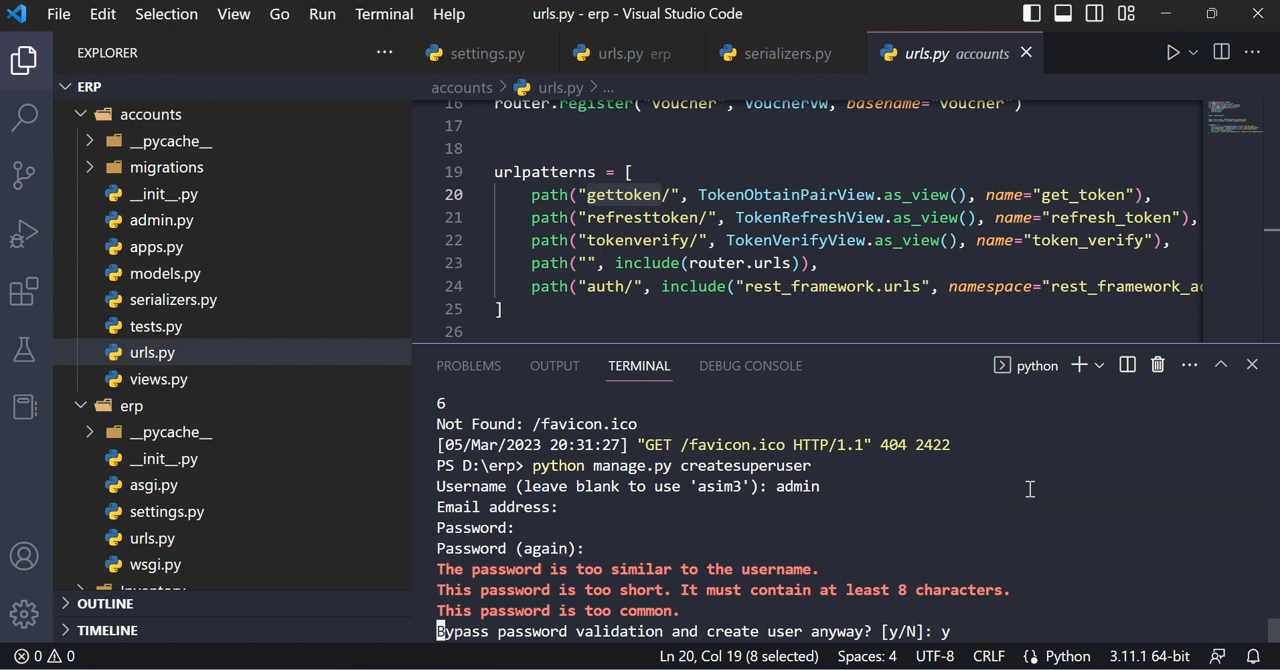 File Edit Selection View Go Run Terminal Help urls.py - erp - Visual Studio Code
EXPLORER
settings.py urls.py erp serializers.py urls.py accounts
ERP
accounts > urls.py > ...
accounts
__pycache__
migrations
__init__.py
admin.py
apps.py
models.py
serializers.py
tests.py
urls.py
views.py
erp
__pycache__
__init__.py
asgi.py
settings.py
urls.py
wsgi.py
Inventory
OUTLINE
TIMELINE
16 router.register("voucher", VoucherVW, basename="voucher")
17
18
19 urlpatterns = [
20 path("gettoken/", TokenObtainPairView.as_view(), name="get_token"),
21 path("refresttoken/", TokenRefreshView.as_view(), name="refresh_token"),
22 path("tokenverify/", TokenVerifyView.as_view(), name="token_verify"),
23 path("", include(router.urls)),
24 path("auth/", include("rest_framework.urls", namespace="rest_framework_ac
25 ]
26
PROBLEMS OUTPUT TERMINAL DEBUG CONSOLE python
6
Not Found: /favicon.ico
[05/Mar/2023 20:31:27] "GET /favicon.ico HTTP/1.1" 404 2422
PS D:\erp> python manage.py createsuperuser
Username (leave blank to use 'asim3'): admin
Email address:
Password:
Password (again):
The password is too similar to the username.
This password is too short. It must contain at least 8 characters.
This password is too common.
Bypass password validation and create user anyway? [y/N]: y
0 0 Ln 20, Col 19 (8 selected) Spaces: 4 UTF-8 CRLF Python 3.11.1 64-bit